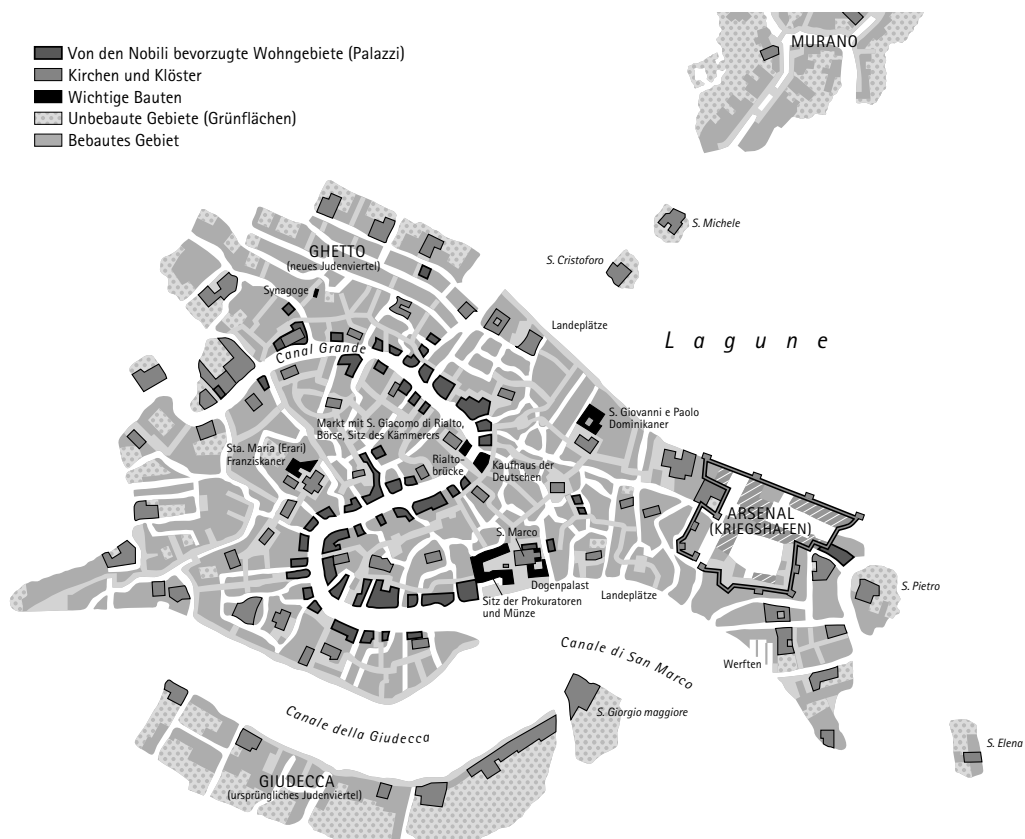 Von den Nobili bevorzugte Wohngebiete (Palazzi)
Kirchen und Klöster
Wichtige Bauten
Unbebaute Gebiete (Grünflächen)
Bebautes Gebiet
MURANO
S. Michele
S. Cristoforo
GHETTO
(neues Judenviertel)
Synagoge
Landeplätze
Lagune
Canal Grande
Markt mit S. Giacomo di Rialto,
Börse, Sitz des Kämmerers
S. Giovanni e Paolo
Dominikaner
Sta. Maria (Erari)
Franziskaner
Rialto-
brücke
Kaufhaus der
Deutschen
ARSENAL
(KRIEGSHAFEN)
S. Marco
Dogenpalast
Sitz der Prokuratoren
und Münze
Landeplätze
S. Pietro
Canale di San Marco
Werften
S. Giorgio maggiore
Canale della Giudecca
S. Elena
GIUDECCA
(ursprüngliches Judenviertel)